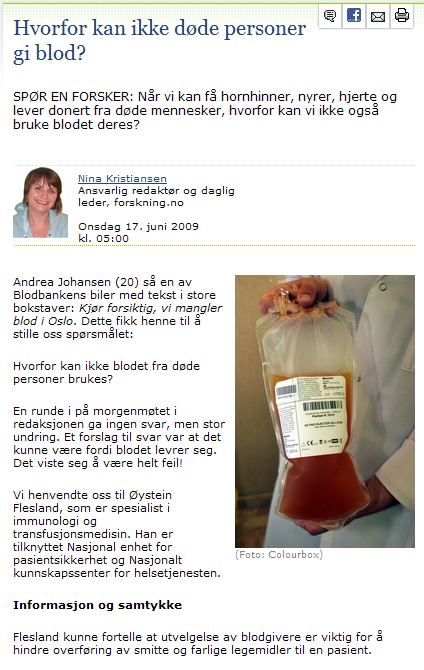 Hvorfor kan ikke døde personer
gi blod?
SPØR EN FORSKER: Når vi kan få hornhinner, nyrer, hjerte og
lever donert fra døde mennesker, hvorfor kan vi ikke også
bruke blodet deres?
Nina Kristiansen
Ansvarlig redaktør og daglig
leder, forskning.no
Onsdag 17. juni 2009
kl. 05:00
Andrea Johansen (20) så en av
Blodbankens biler med tekst i store
bokstaver: Kjør forsiktig, vi mangler
blod i Oslo. Dette fikk henne til å
stille oss spørsmålet:
Hvorfor kan ikke blodet fra døde
personer brukes?
En runde i på morgenmøtet i
redaksjonen ga ingen svar, men stor
undring. Et forslag til svar var at det
kunne være fordi blodet levrer seg.
Det viste seg å være helt feil!
Vi henvendte oss til Øystein
Flesland, som er spesialist i
immunologi og
transfusjonsmedisin. Han er
tilknyttet Nasjonal enhet for
pasientsikkerhet og Nasjonalt
kunnskapssenter for helsetjenesten.
(Foto: Colourbox)
Informasjon og samtykke
Flesland kunne fortelle at utvelgelse av blodgivere er viktig for å
hindre overføring av smitte og farlige legemidler til en pasient.